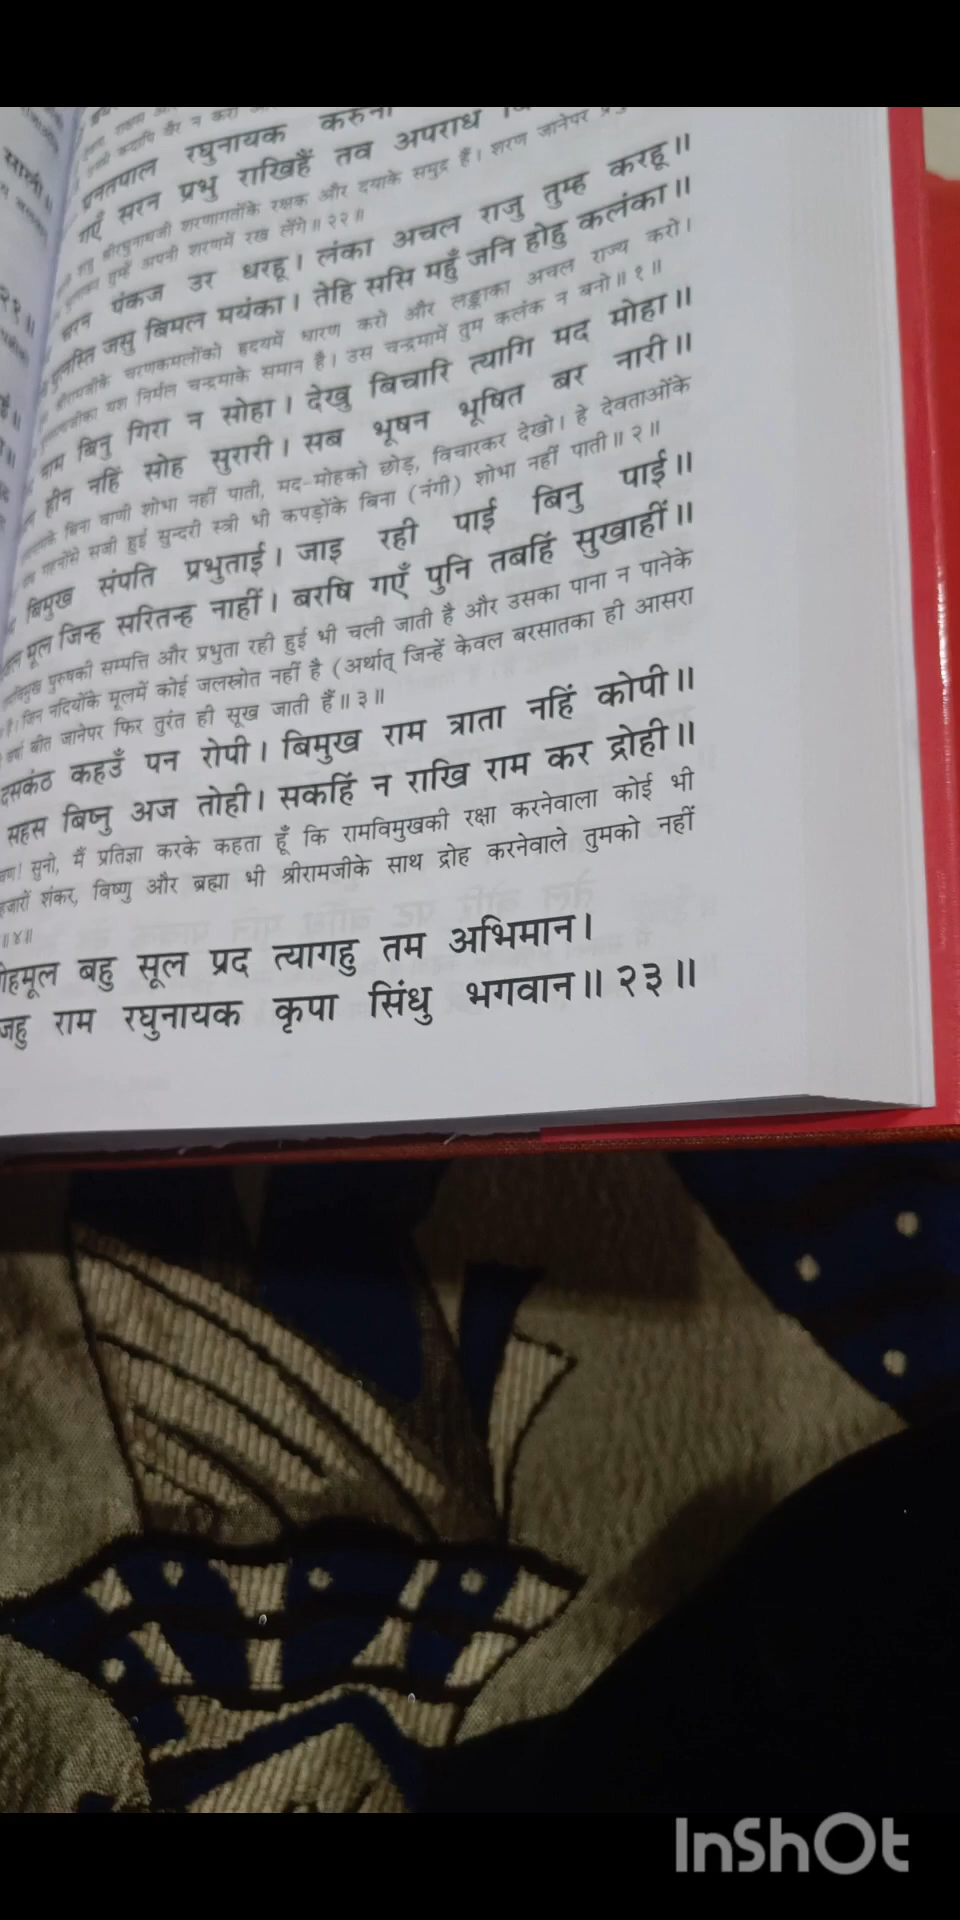 प्रनतपाल रघुनायक करुना
गएँ सरन प्रभु राखिहैं तव अपराध
श्रीरघुनाथजी शरणागतोंके रक्षक और दयाके समुद्र हैं। शरण जानेपर
तुम्हें अपनी शरणमें रख लेंगे॥ २२॥
पंकज उर धरहू। लंका अचल राजु तुम्ह करहू॥
जसु बिमल मयंका। तेहि ससि महुँ जनि होहु कलंका॥
चरणकमलोंको हृदयमें धारण करो और लङ्काका अचल राज्य करो।
यश निर्मल चन्द्रमाके समान है। उस चन्द्रमामें तुम कलंक न बनो॥ १॥
बिनु गिरा न सोहा। देखु बिचारि त्यागि मद मोहा॥
हीन नहिं सोह सुरारी। सब भूषन भूषित बर नारी॥
बिना वाणी शोभा नहीं पाती, मद-मोहको छोड़, विचारकर देखो। हे देवताओंके
गहनोंसे सजी हुई सुन्दरी स्त्री भी कपड़ोंके बिना (नंगी) शोभा नहीं पाती॥ २॥
बिमुख संपति प्रभुताई। जाइ रही पाई बिनु पाई॥
मूल जिन्ह सरितन्ह नाहीं। बरषि गएँ पुनि तबहिं सुखाहीं॥
पुरुषकी सम्पत्ति और प्रभुता रही हुई भी चली जाती है और उसका पाना न पानेके
है। जिन नदियोंके मूलमें कोई जलस्रोत नहीं है (अर्थात् जिन्हें केवल बरसातका ही आसरा
बीत जानेपर फिर तुरंत ही सूख जाती हैं॥ ३॥
दसकंठ कहउँ पन रोपी। बिमुख राम त्राता नहिं कोपी॥
सहस बिष्नु अज तोही। सकहिं न राखि राम कर द्रोही॥
सुनो, मैं प्रतिज्ञा करके कहता हूँ कि रामविमुखकी रक्षा करनेवाला कोई भी
हजारों शंकर, विष्णु और ब्रह्मा भी श्रीरामजीके साथ द्रोह करनेवाले तुमको नहीं
॥४॥
बहु सूल प्रद त्यागहु तम अभिमान।
राम रघुनायक कृपा सिंधु भगवान॥ २३॥
InShOt